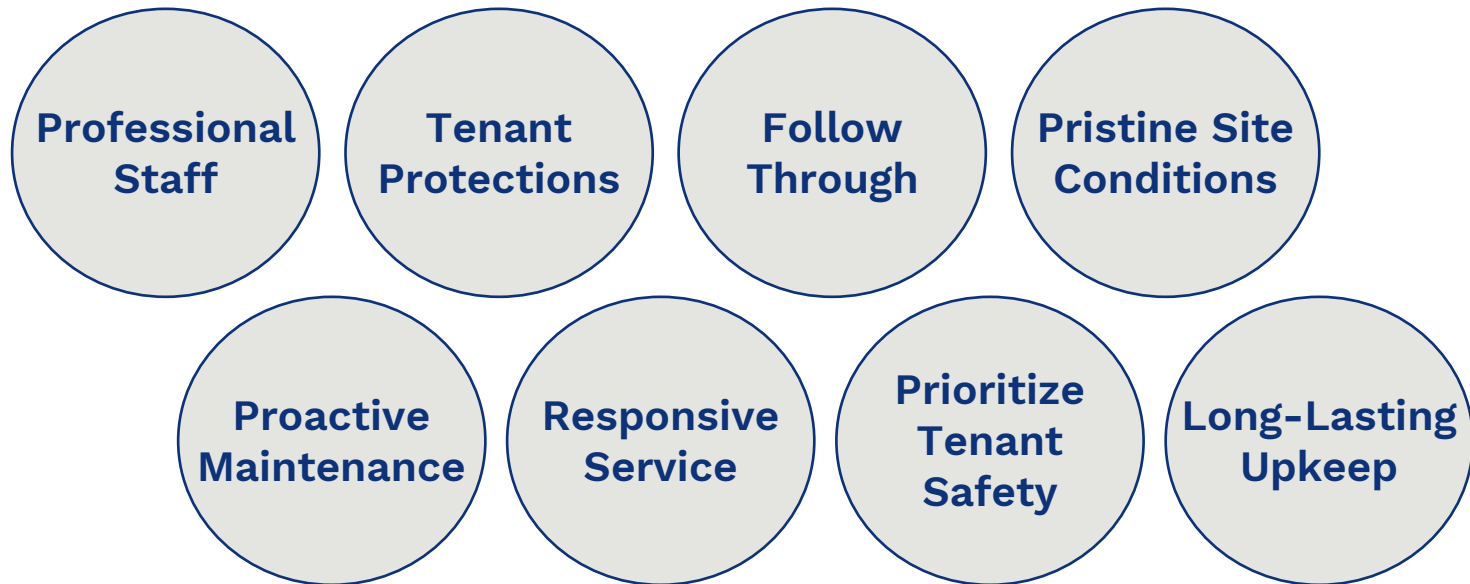 Professional
Staff
Tenant
Protections
Follow
Through
Pristine Site
Conditions
Proactive
Maintenance
Responsive
Service
Prioritize
Tenant
Safety
Long-Lasting
Upkeep